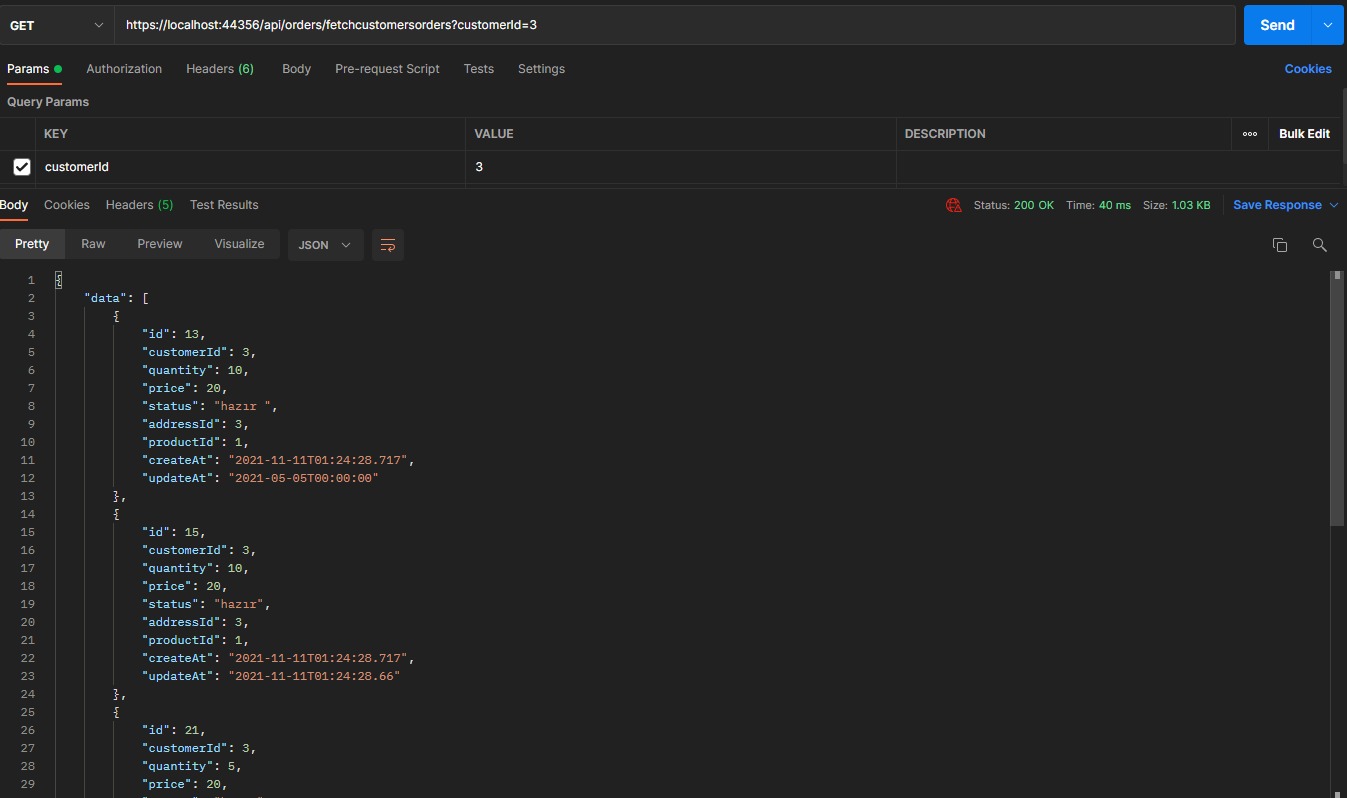 GET https://localhost:44356/api/orders/fetchcustomersorders?customerId=3 Send
Params Authorization Headers (6) Body Pre-request Script Tests Settings Cookies
Query Params
KEY VALUE DESCRIPTION Bulk Edit
customerId 3
Body Cookies Headers (5) Test Results Status: 200 OK Time: 40 ms Size: 1.03 KB Save Response
Pretty Raw Preview Visualize JSON
1 {
2 "data": [
3 {
4 "id": 13,
5 "customerId": 3,
6 "quantity": 10,
7 "price": 20,
8 "status": "hazır ",
9 "addressId": 3,
10 "productId": 1,
11 "createAt": "2021-11-11T01:24:28.717",
12 "updateAt": "2021-05-05T00:00:00"
13 },
14 {
15 "id": 15,
16 "customerId": 3,
17 "quantity": 10,
18 "price": 20,
19 "status": "hazır",
20 "addressId": 3,
21 "productId": 1,
22 "createAt": "2021-11-11T01:24:28.717",
23 "updateAt": "2021-11-11T01:24:28.66"
24 },
25 {
26 "id": 21,
27 "customerId": 3,
28 "quantity": 5,
29 "price": 20,